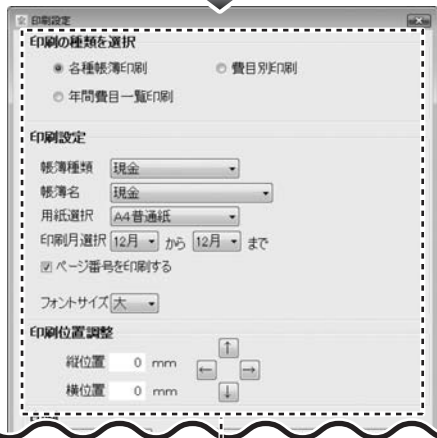 印刷設定
印刷の種類を選択
各種帳簿印刷 費目別印刷
年間費目一覧印刷
印刷設定
帳簿種類 現金
帳簿名 現金
用紙選択 A4普通紙
印刷月選択 12月 から 12月 まで
ページ番号を印刷する
フォントサイズ 大
印刷位置調整
↑
縦位置 0 mm
← →
横位置 0 mm ↓